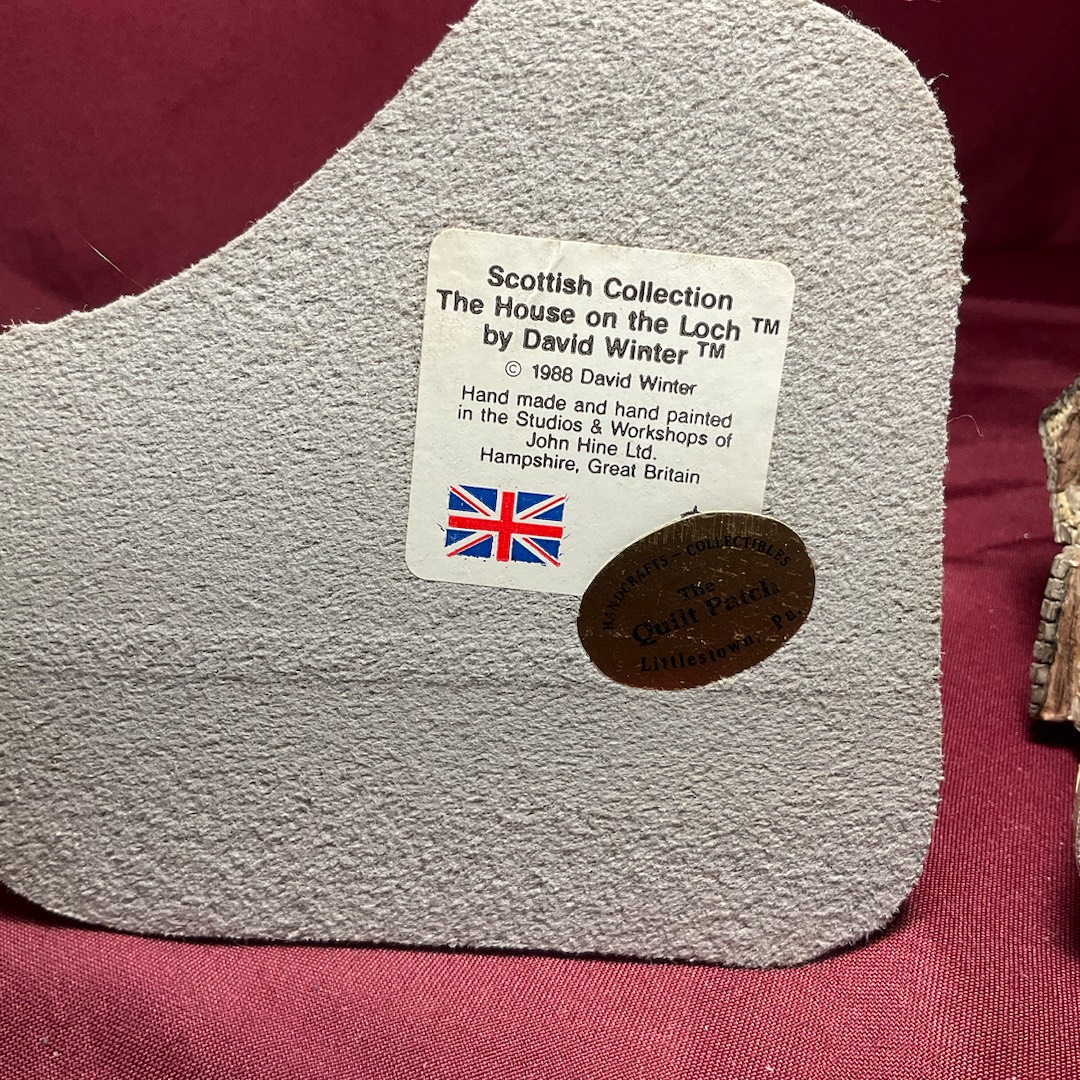 Scottish Collection
The House on the Loch ™
by David Winter ™
© 1988 David Winter
Hand made and hand painted
in the Studios & Workshops of
John Hine Ltd.
Hampshire, Great Britain
HANDCRAFTS - COLLECTIBLES
The
Quilt Patch
Littlestown, Pa.